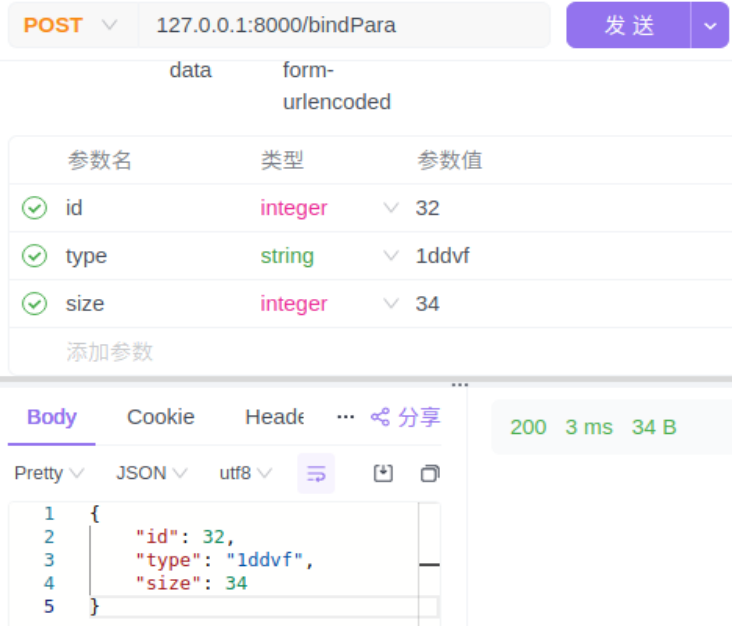 POST 127.0.0.1:8000/bindPara 发 送
data form-
urlencoded
参数名 类型 参数值
id integer 32
type string 1ddvf
size integer 34
添加参数
Body Cookie Heade ... 分享
200 3 ms 34 B
Pretty JSON utf8
1 {
2 "id": 32,
3 "type": "1ddvf",
4 "size": 34
5 }